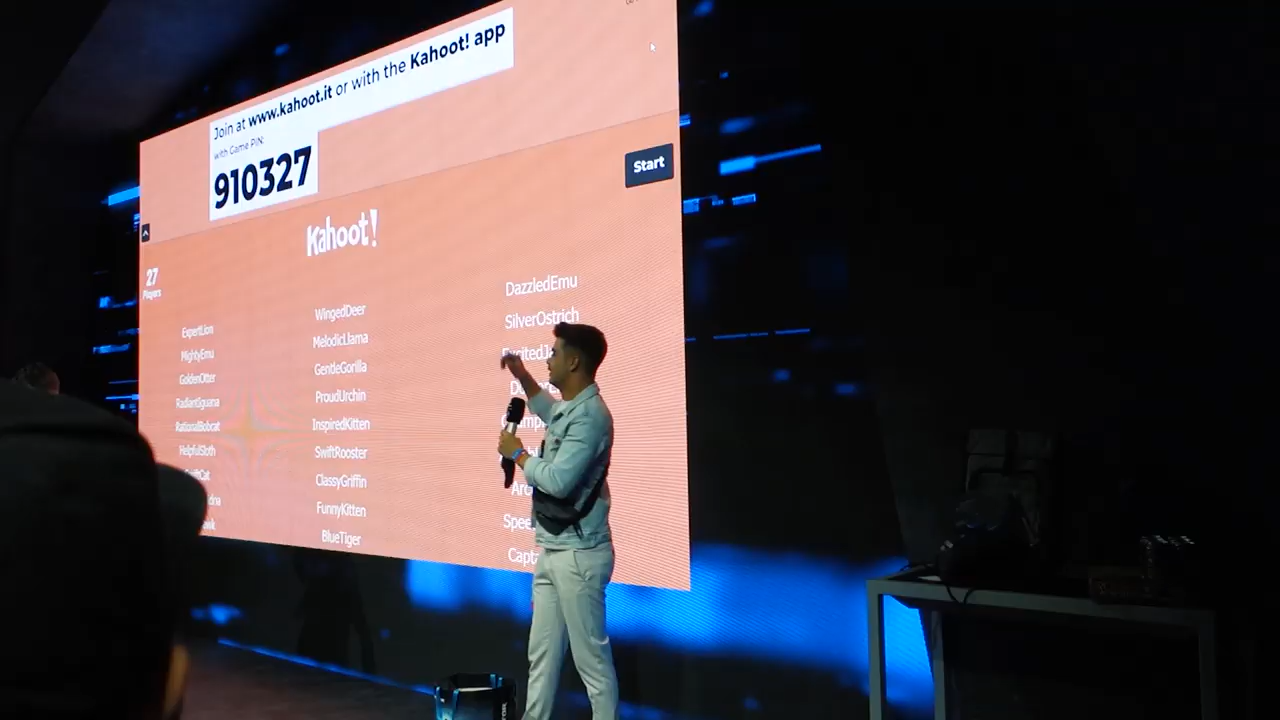 Join at www.kahoot.it or with the Kahoot! app
with Game PIN:
910327
Start
Kahoot!
27
Players
ExpertLion
MightyEmu
GoldenOtter
RadiantIguana
RationalBobcat
HelpfulSloth
WingedDeer
MelodicLlama
GentleGorilla
ProudUrchin
InspiredKitten
SwiftRooster
ClassyGriffin
FunnyKitten
BlueTiger
DazzledEmu
SilverOstrich